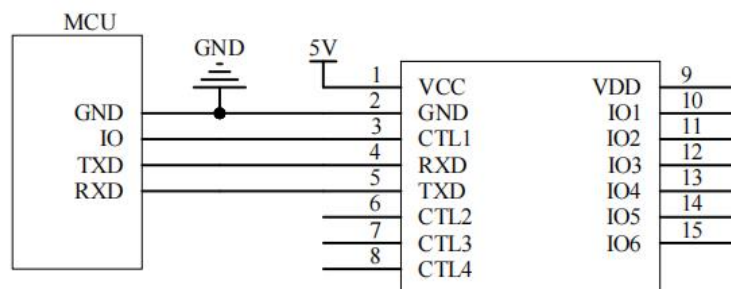 MCU
GND 5V
1 VCC VDD 9
GND 2 GND IO1 10
IO 3 CTL1 IO2 11
TXD 4 RXD IO3 12
RXD 5 TXD IO4 13
6 CTL2 IO5 14
7 CTL3 IO6 15
8 CTL4